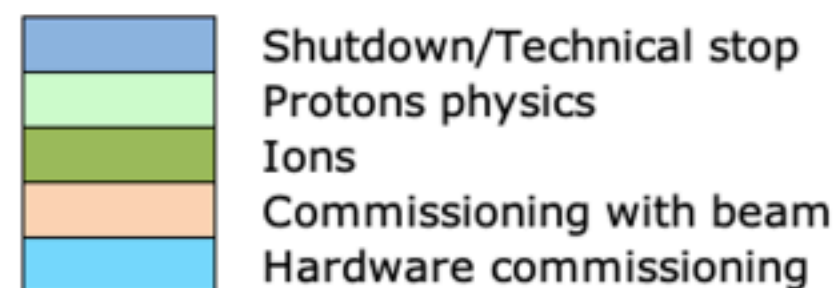 Shutdown/Technical stop
Protons physics
Ions
Commissioning with beam
Hardware commissioning